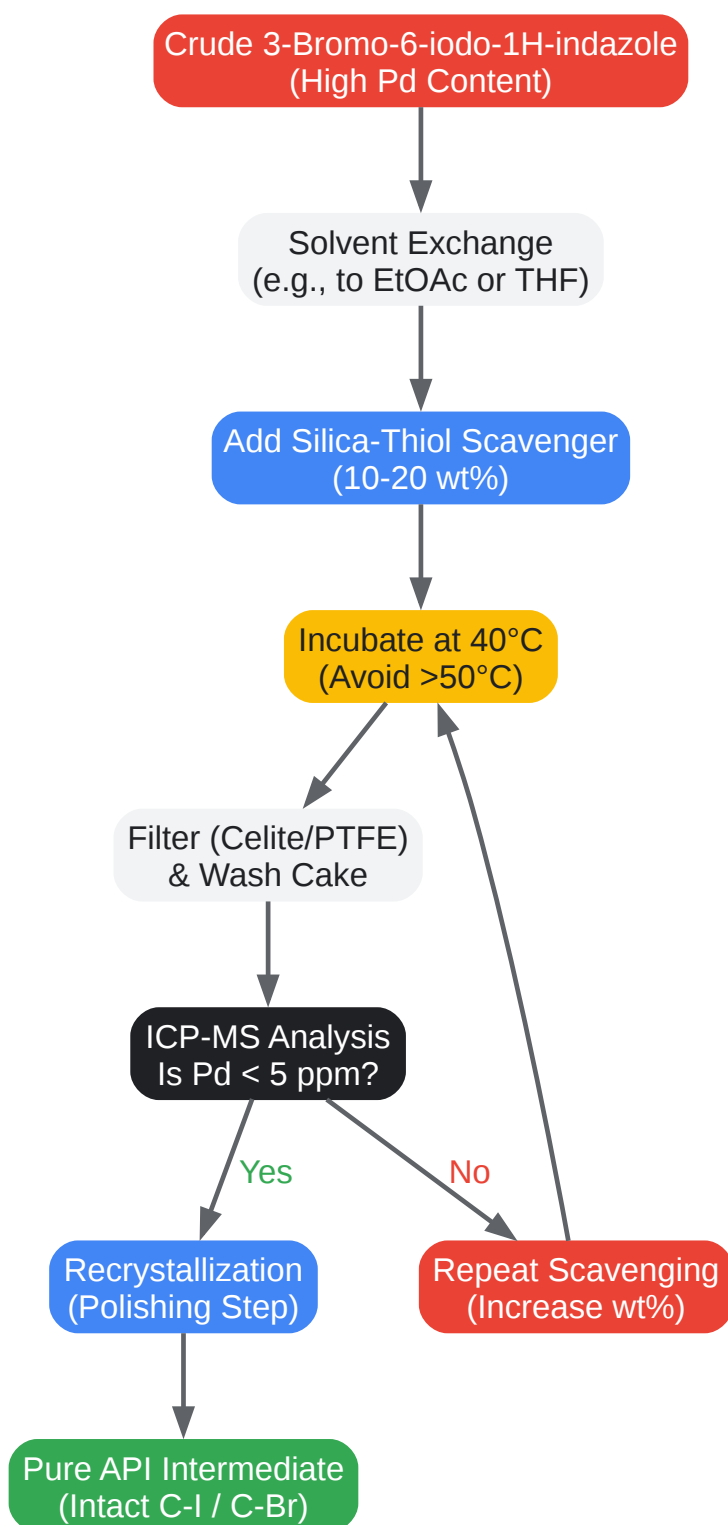 Crude 3-Bromo-6-iodo-1H-indazole
(High Pd Content)
Solvent Exchange
(e.g., to EtOAc or THF)
Add Silica-Thiol Scavenger
(10-20 wt%)
Incubate at 40°C
(Avoid >50°C)
Filter (Celite/PTFE)
& Wash Cake
ICP-MS Analysis
Is Pd < 5 ppm?
Yes
No
Recrystallization
(Polishing Step)
Repeat Scavenging
(Increase wt%)
Pure API Intermediate
(Intact C-I / C-Br)